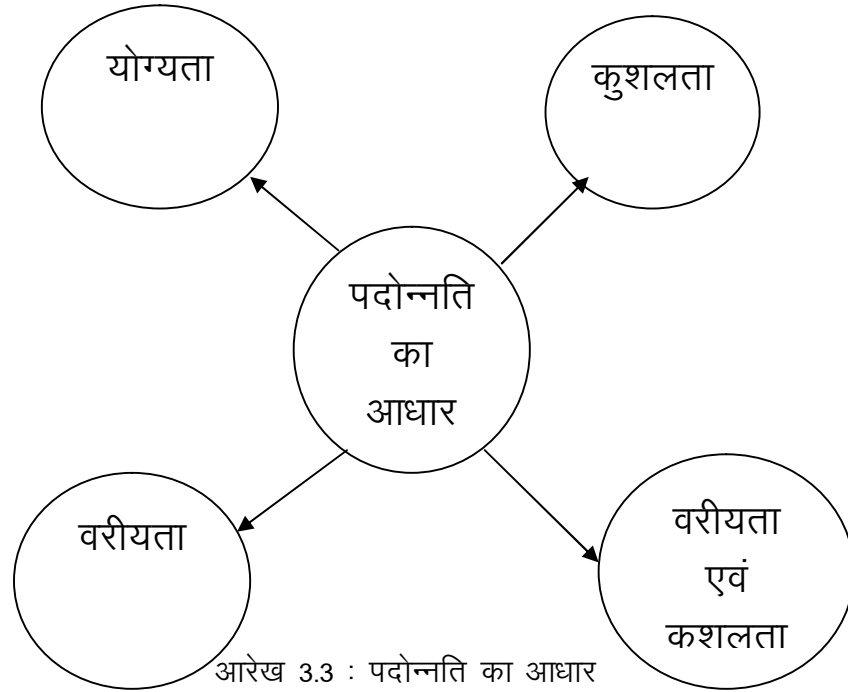 योग्यता
कुशलता
पदोन्नति
का
आधार
वरीयता
वरीयता
एवं
कशलता
आरेख 3.3 : पदोन्नति का आधार